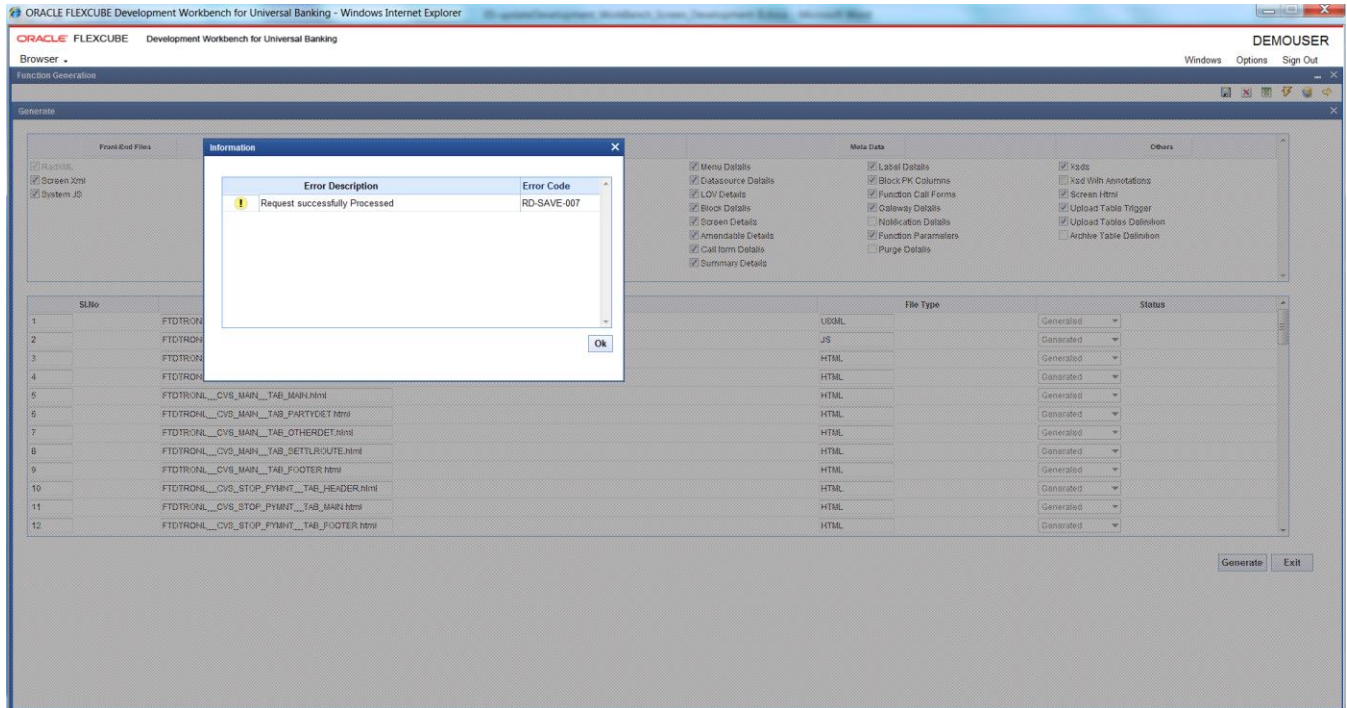 ORACLE FLEXCUBE Development Workbench for Universal Banking - Windows Internet Explorer
ORACLE FLEXCUBE Development Workbench for Universal Banking
DEMOUSER
Browser
Windows Options Sign Out
Function Generation
Generate
Front-End Files Meta Data Others
RadXML
Screen Xml
System JS
Menu Details Label Details Xsds
Datasource Details Block PK Columns Xsd With Annotations
LOV Details Function Call Forms Screen Html
Block Details Gateway Details Upload Table Trigger
Screen Details Notification Details Upload Tables Definition
Amendable Details Function Parameters Archive Table Definition
Call form Details Purge Details
Summary Details
Information
Error Description Error Code
Request successfully Processed RD-SAVE-007
Ok
Sl.No File Type Status
1 FTDTRON UIXML Generated
2 FTDTRON JS Generated
3 FTDTRON HTML Generated
4 FTDTRON HTML Generated
5 FTDTRONL__CVS_MAIN__TAB_MAIN.html HTML Generated
6 FTDTRONL__CVS_MAIN__TAB_PARTYDET.html HTML Generated
7 FTDTRONL__CVS_MAIN__TAB_OTHERDET.html HTML Generated
8 FTDTRONL__CVS_MAIN__TAB_SETTLROUTE.html HTML Generated
9 FTDTRONL__CVS_MAIN__TAB_FOOTER.html HTML Generated
10 FTDTRONL__CVS_STOP_PYMNT__TAB_HEADER.html HTML Generated
11 FTDTRONL__CVS_STOP_PYMNT__TAB_MAIN.html HTML Generated
12 FTDTRONL__CVS_STOP_PYMNT__TAB_FOOTER.html HTML Generated
Generate Exit